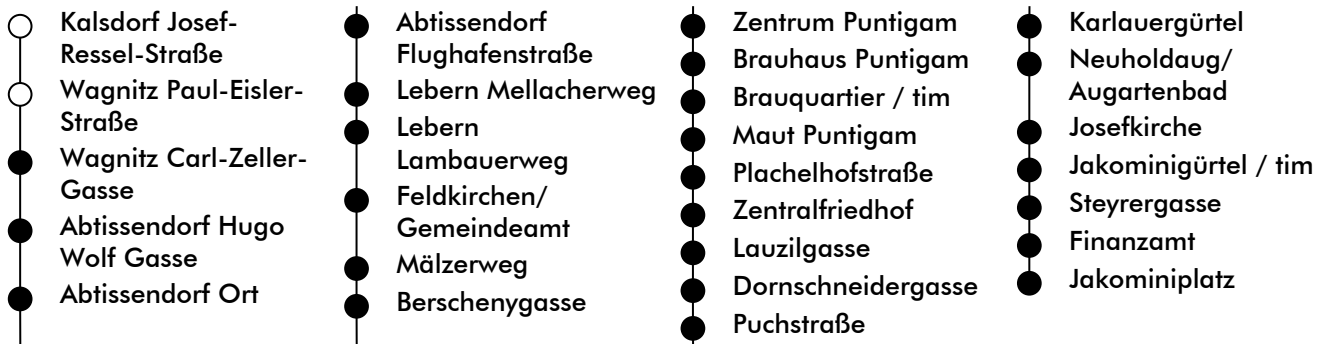 Kalsdorf Josef-
Ressel-Straße
Wagnitz Paul-Eisler-
Straße
Wagnitz Carl-Zeller-
Gasse
Abtissendorf Hugo
Wolf Gasse
Abtissendorf Ort
Abtissendorf
Flughafenstraße
Lebern Mellacherweg
Lebern
Lambauerweg
Feldkirchen/
Gemeindeamt
Mälzerweg
Berschenygasse
Zentrum Puntigam
Brauhaus Puntigam
Brauquartier / tim
Maut Puntigam
Plachelhofstraße
Zentralfriedhof
Lauzilgasse
Dornschneidergasse
Puchstraße
Karlauergürtel
Neuholdaug/
Augartenbad
Josefkirche
Jakominigürtel / tim
Steyrergasse
Finanzamt
Jakominiplatz